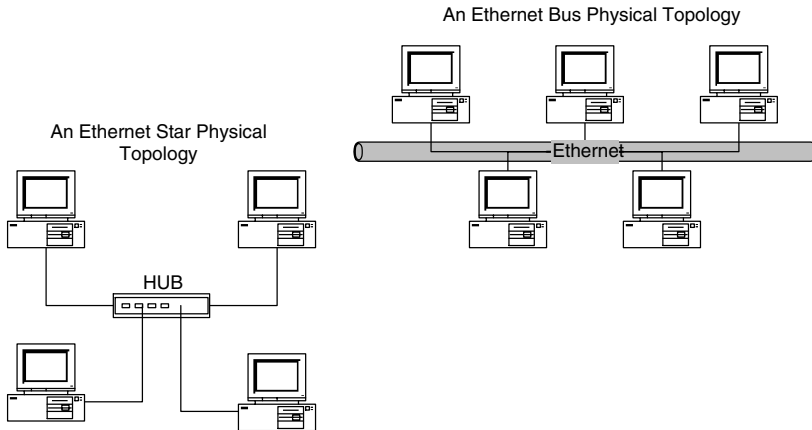 An Ethernet Bus Physical Topology
An Ethernet Star Physical
Topology
Ethernet
HUB